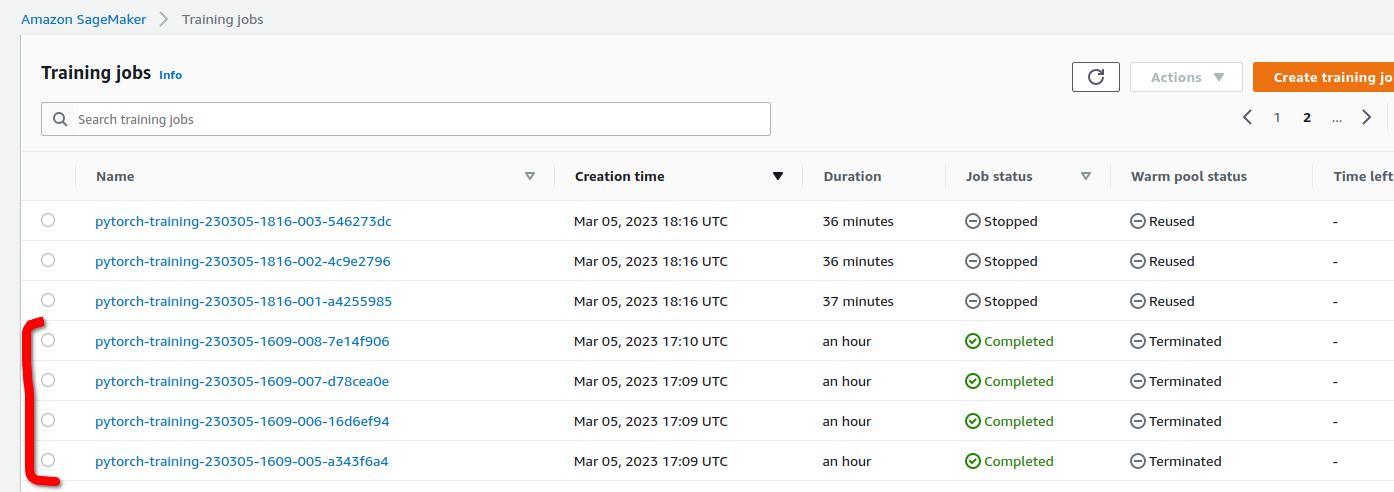 Amazon SageMaker > Training jobs
Training jobs Info
Actions Create training jo
Search training jobs
1 2 ...
Name Creation time Duration Job status Warm pool status Time left
pytorch-training-230305-1816-003-546273dc Mar 05, 2023 18:16 UTC 36 minutes Stopped Reused -
pytorch-training-230305-1816-002-4c9e2796 Mar 05, 2023 18:16 UTC 36 minutes Stopped Reused -
pytorch-training-230305-1816-001-a4255985 Mar 05, 2023 18:16 UTC 37 minutes Stopped Reused -
pytorch-training-230305-1609-008-7e14f906 Mar 05, 2023 17:10 UTC an hour Completed Terminated -
pytorch-training-230305-1609-007-d78cea0e Mar 05, 2023 17:09 UTC an hour Completed Terminated -
pytorch-training-230305-1609-006-16d6ef94 Mar 05, 2023 17:09 UTC an hour Completed Terminated -
pytorch-training-230305-1609-005-a343f6a4 Mar 05, 2023 17:09 UTC an hour Completed Terminated -